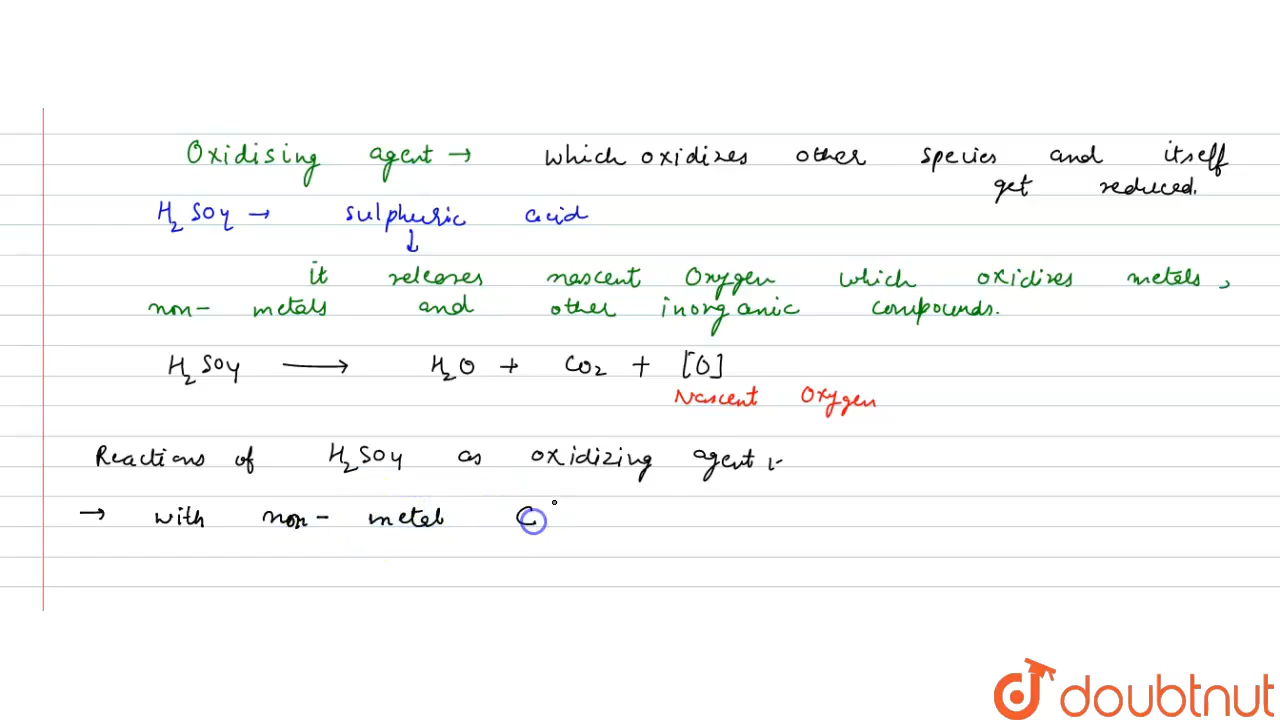 Oxidising agent → which oxidizes other species and itself
get reduced.
H2SO4 → sulphuric acid
↓
it releases nascent Oxygen which oxidizes metals,
non- metals and other inorganic compounds.
H2SO4 ⟶ H2O + CO2 + [O]
Nascent Oxygen
Reactions of H2SO4 as oxidizing agent :-
→ with non- metal C
doubtnut